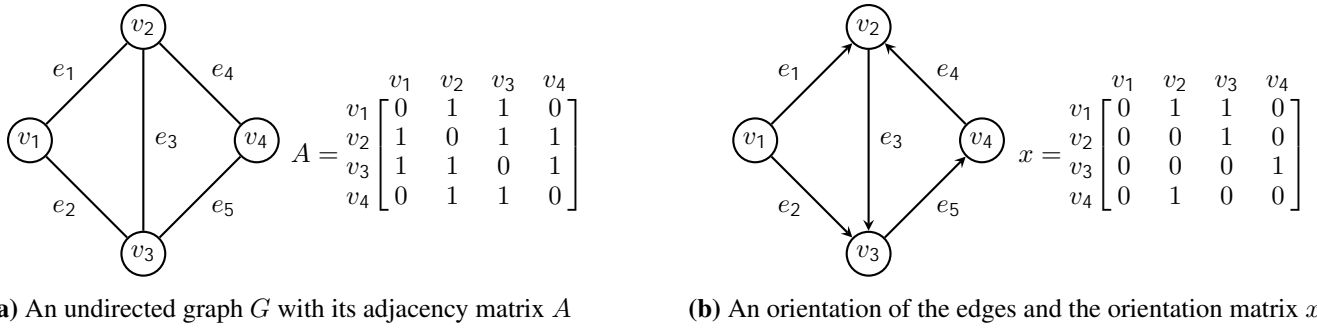 v₂
v₂
e₁ e₄
e₁ e₄
v₁ v₂ v₃ v₄
v₁ v₂ v₃ v₄
v₁ e₃ v₄
v₁ e₃ v₄
A =
v₁ 0 1 1 0
v₂ 1 0 1 1
v₃ 1 1 0 1
v₄ 0 1 1 0
x =
v₁ 0 1 1 0
v₂ 0 0 1 0
v₃ 0 0 0 1
v₄ 0 1 0 0
e₂ e₅
e₂ e₅
v₃
v₃
) An undirected graph G with its adjacency matrix A
(b) An orientation of the edges and the orientation matrix x